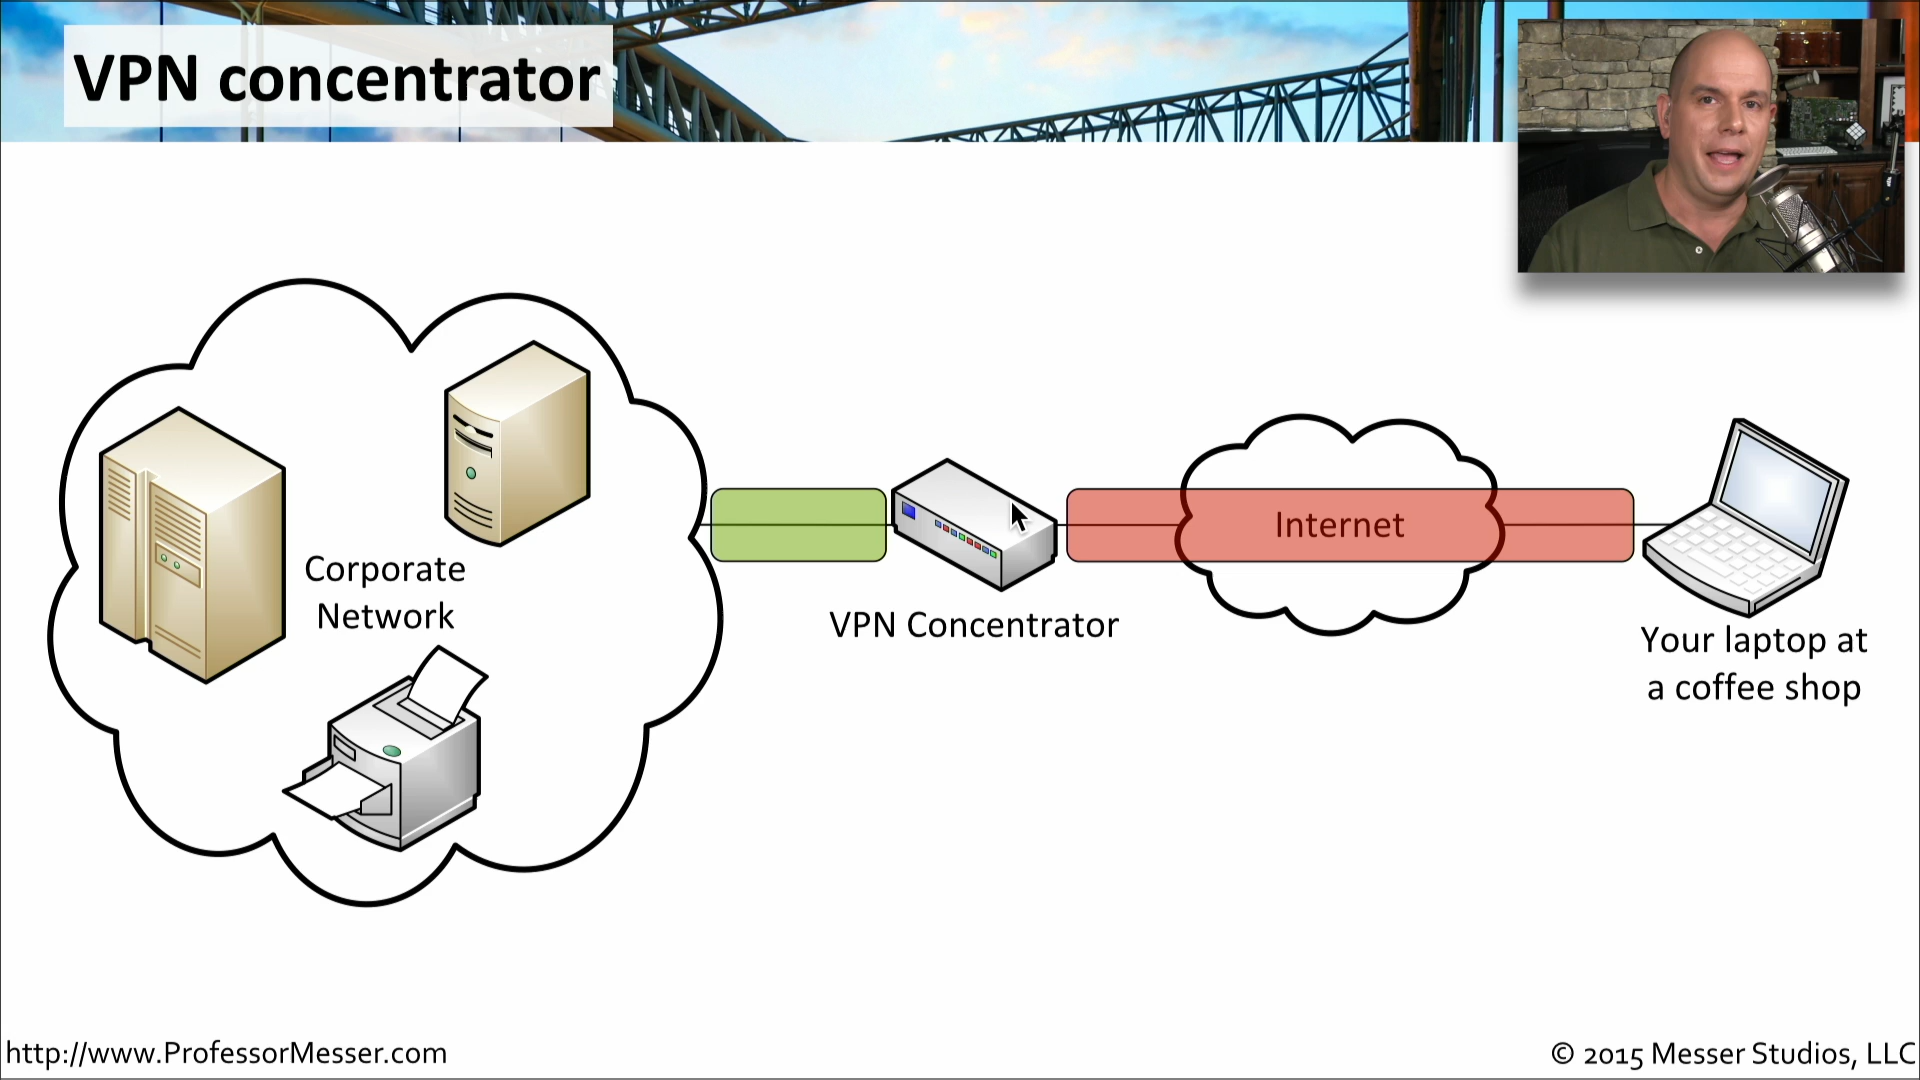 VPN concentrator
Corporate
Network
VPN Concentrator
Internet
Your laptop at
a coffee shop
http://www.ProfessorMesser.com
© 2015 Messer Studios, LLC